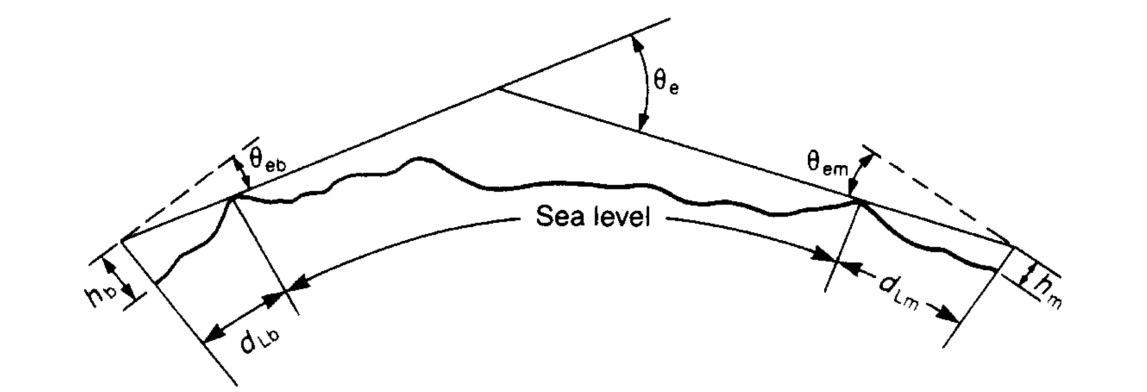 θe
θeb
θem
Sea level
hb
dLb
dLm
hm